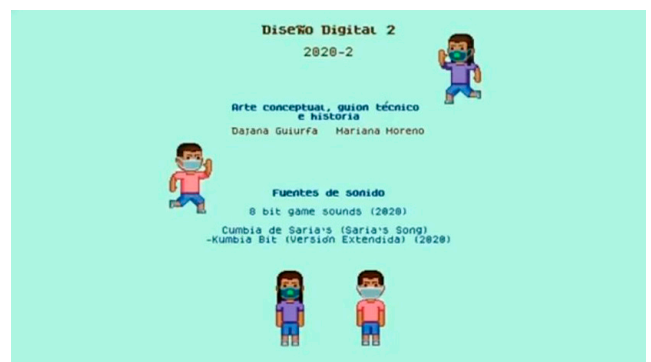 Diseño Digital 2
2020-2
Arte conceptual, guion técnico
e historia
Dajana Guiurfa Mariana Moreno
Fuentes de sonido
8 bit game sounds (2020)
Cumbia de Saria's (Saria's Song)
-Kumbia Bit (Versión Extendida) (2020)